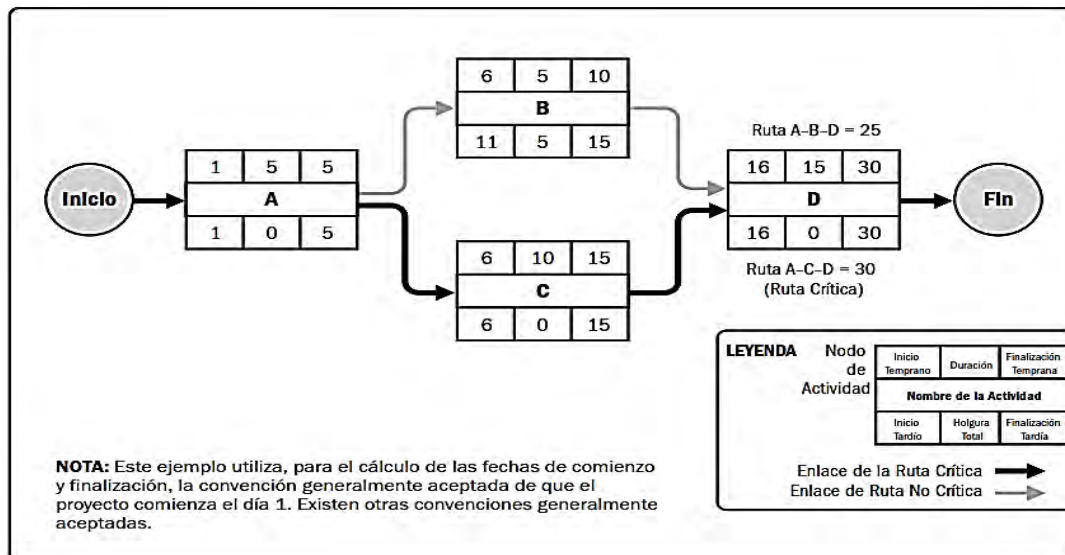 6 5 10
B
11 5 15
Ruta A-B-D = 25
Inicio
1 5 5
A
1 0 5
16 15 30
D
16 0 30
Fin
6 10 15
C
6 0 15
Ruta A-C-D = 30
(Ruta Crítica)
LEYENDA Nodo
de
Actividad
Inicio
Temprano
Duración
Finalización
Temprana
Nombre de la Actividad
Inicio
Tardío
Holgura
Total
Finalización
Tardía
Enlace de la Ruta Crítica
Enlace de Ruta No Crítica
NOTA: Este ejemplo utiliza, para el cálculo de las fechas de comienzo
y finalización, la convención generalmente aceptada de que el
proyecto comienza el día 1. Existen otras convenciones generalmente
aceptadas.